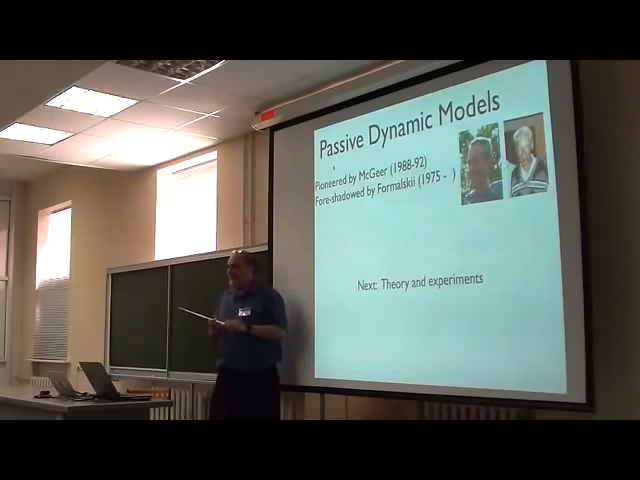 Passive Dynamic Models
Pioneered by McGeer (1988-92)
Fore-shadowed by Formalskii (1975 - )
Next: Theory and experiments